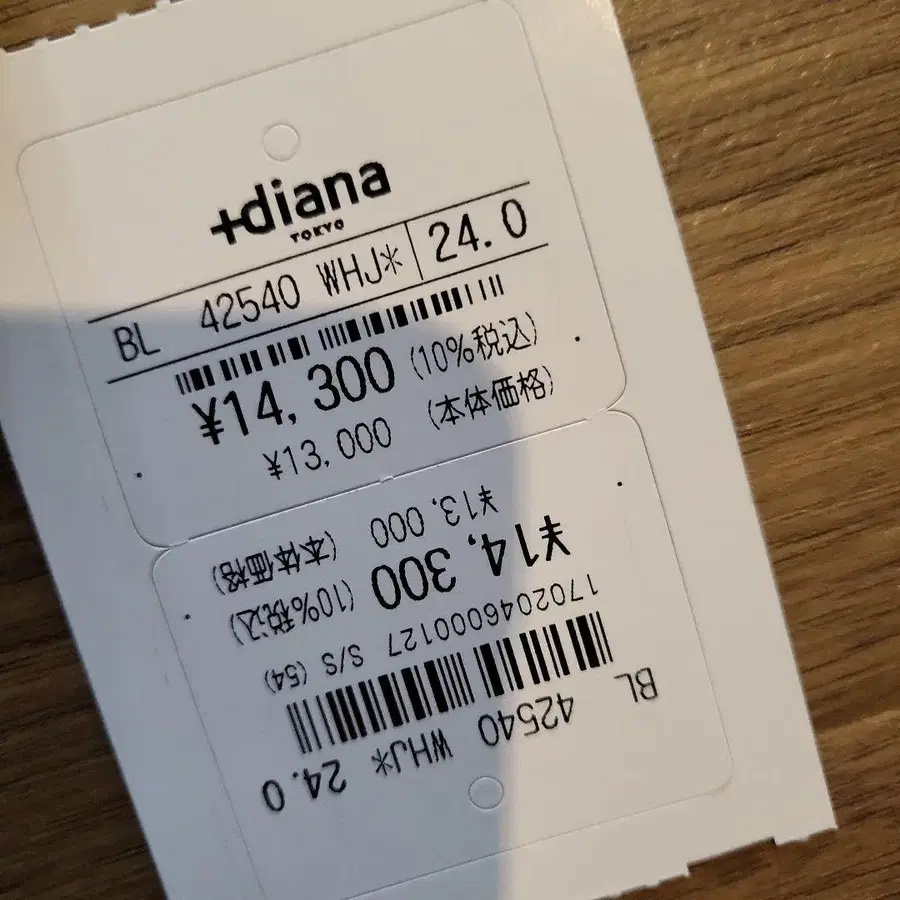 +diana
TOKYO
BL 42540 WHJ* 24.0
¥14,300 (10%税込)
¥13,000 (本体価格)
¥13,000 (本体価格)
¥14,300 (10%税込)
1702046000127 S/S (54)
BL 42540 WHJ* 24.0